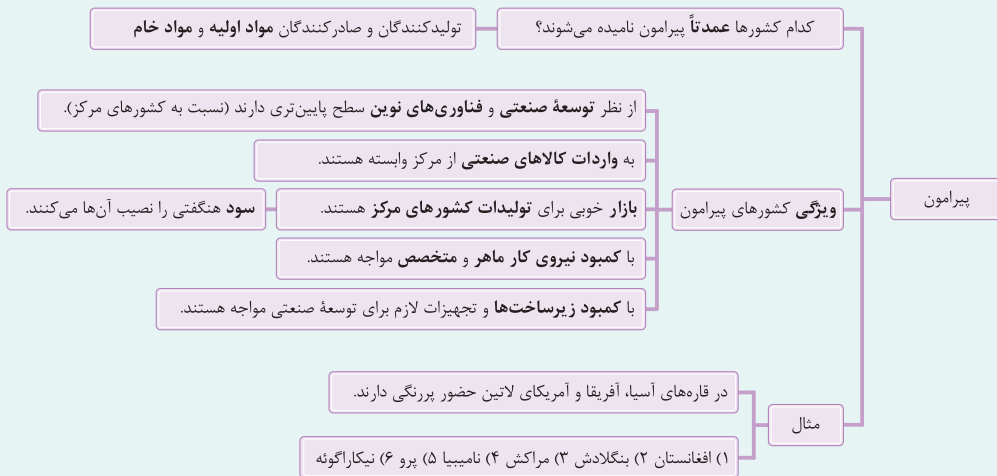 پیرامون
کدام کشورها عمدتاً پیرامون نامیده می‌شوند؟
تولیدکنندگان و صادرکنندگان مواد اولیه و مواد خام
ویژگی کشورهای پیرامون
از نظر توسعهٔ صنعتی و فناوری‌های نوین سطح پایین‌تری دارند (نسبت به کشورهای مرکز).
به واردات کالاهای صنعتی از مرکز وابسته هستند.
بازار خوبی برای تولیدات کشورهای مرکز هستند.
سود هنگفتی را نصیب آن‌ها می‌کنند.
با کمبود نیروی کار ماهر و متخصص مواجه هستند.
با کمبود زیرساخت‌ها و تجهیزات لازم برای توسعهٔ صنعتی مواجه هستند.
مثال
در قاره‌های آسیا، آفریقا و آمریکای لاتین حضور پررنگی دارند.
۱) افغانستان ۲) بنگلادش ۳) مراکش ۴) نامیبیا ۵) پرو ۶) نیکاراگوئه